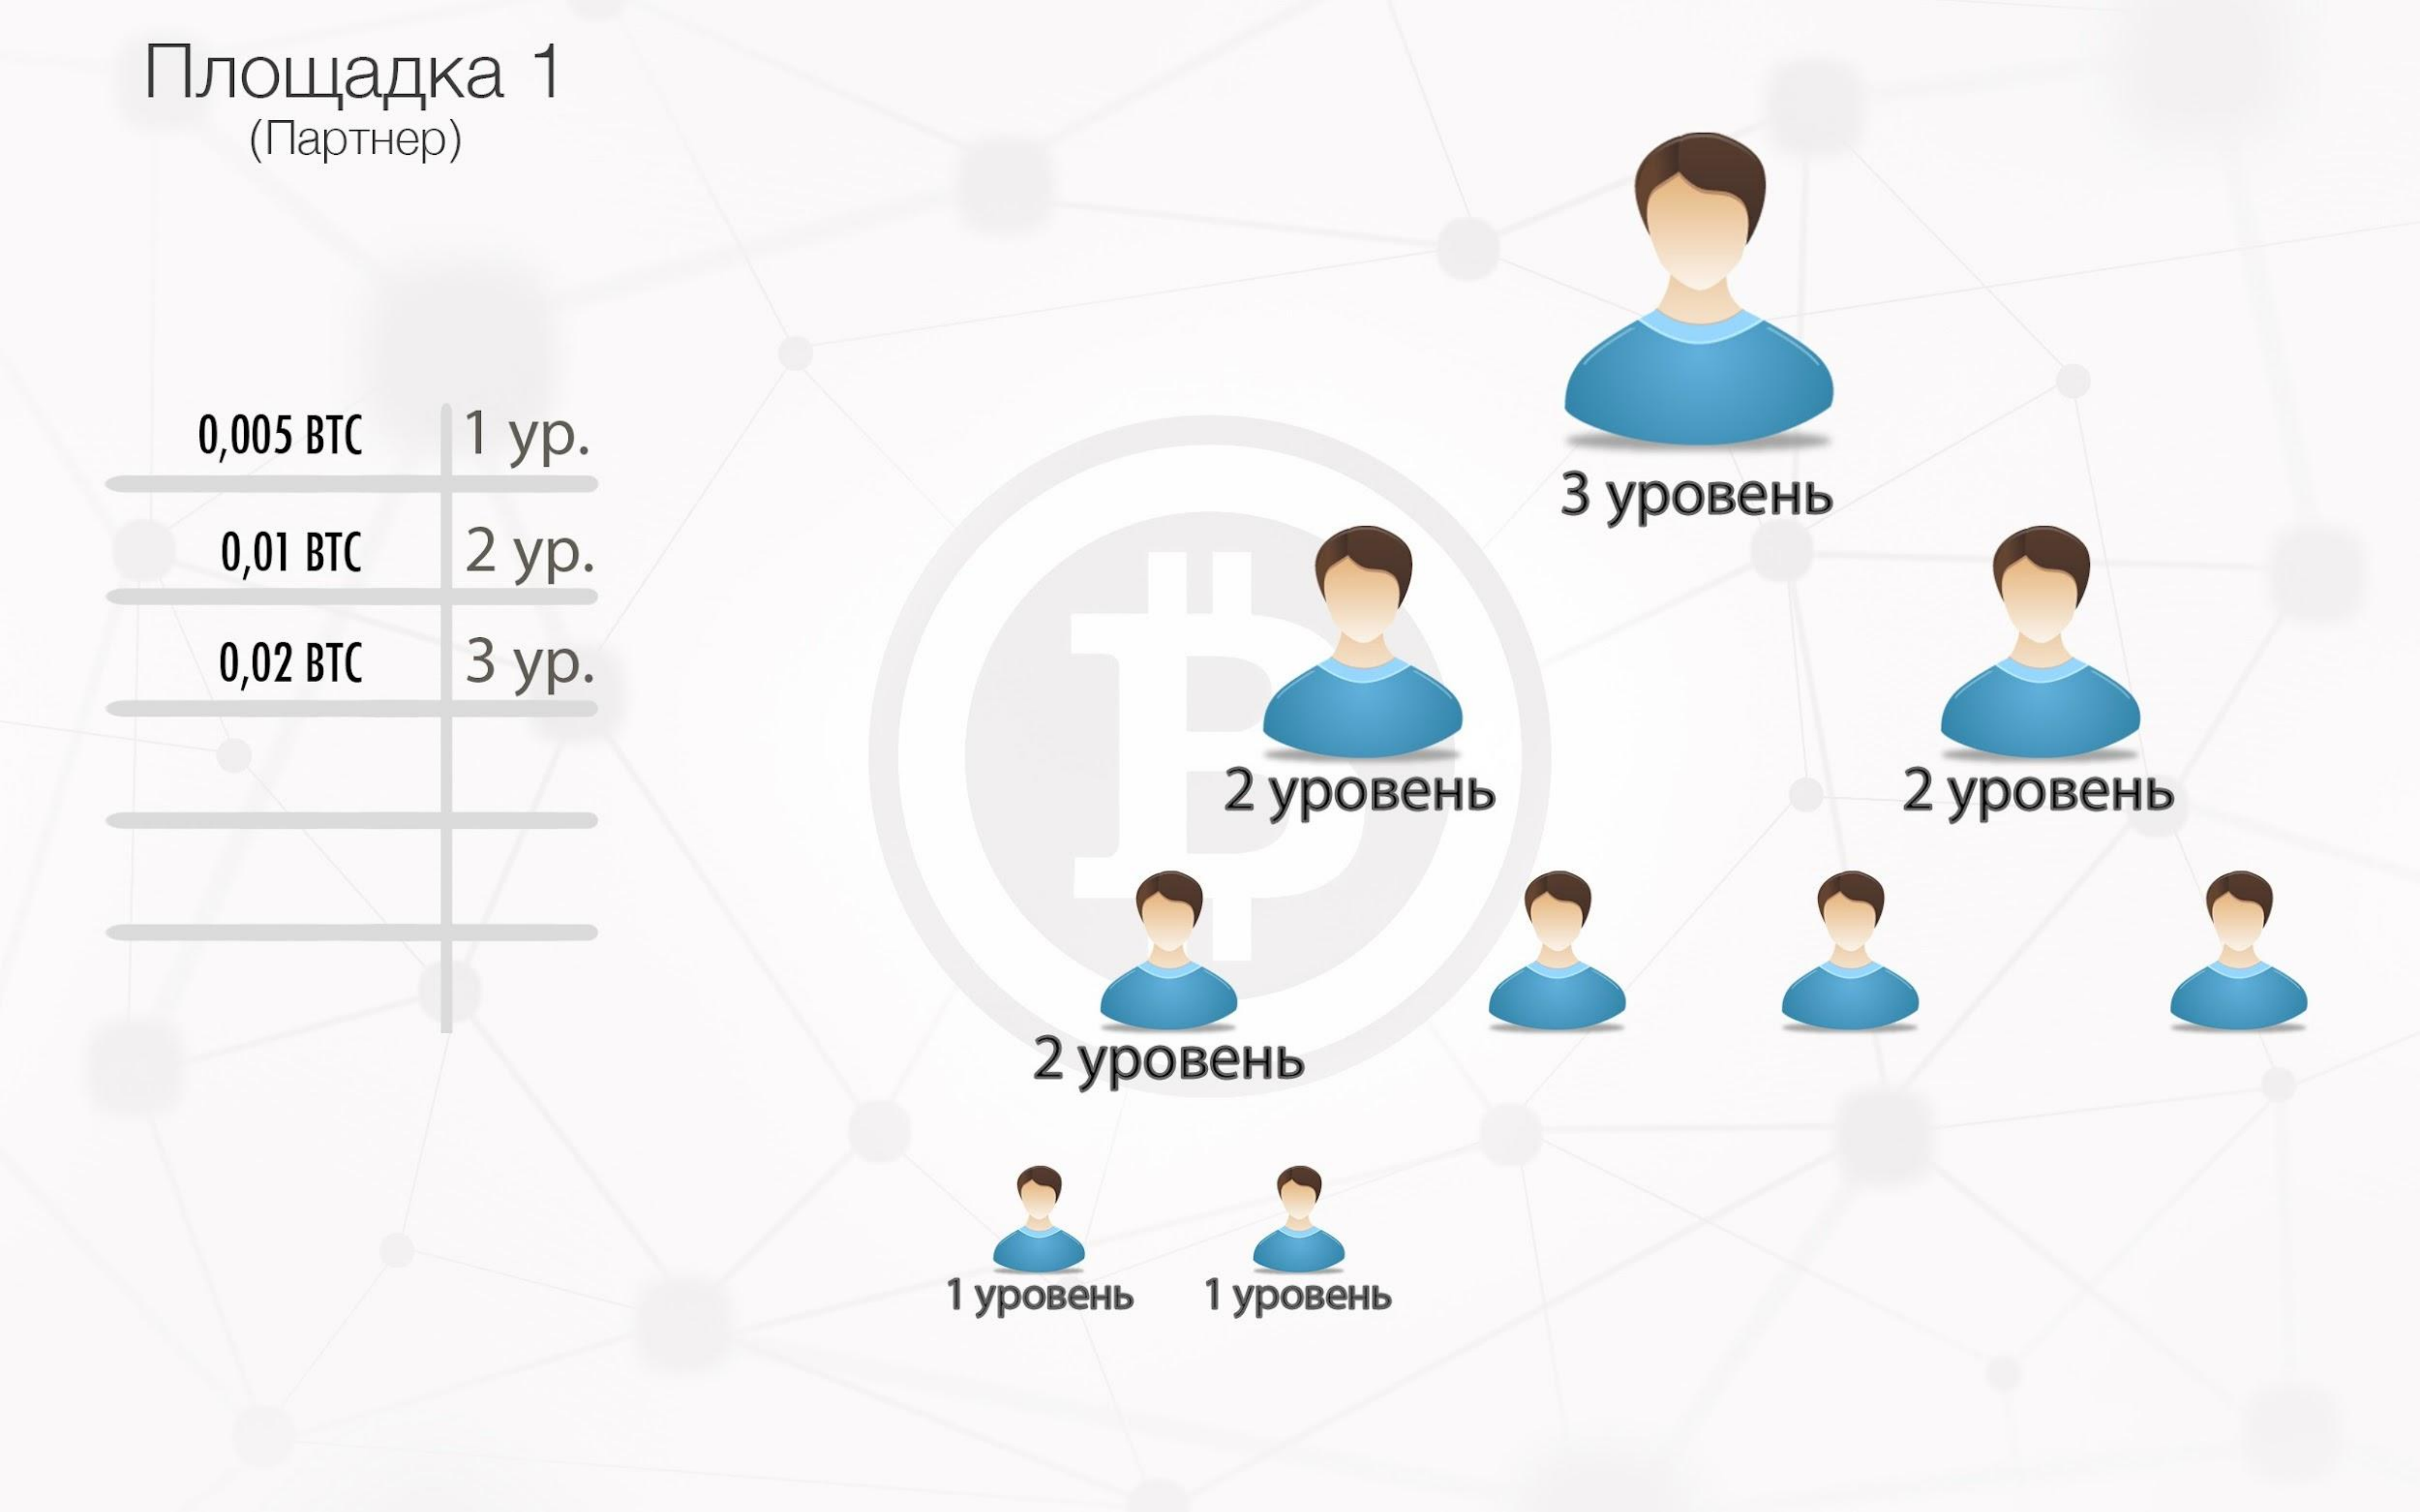 Площадка 1
(Партнер)
0,005 BTC 1 ур.
0,01 BTC 2 ур.
0,02 BTC 3 ур.
3 уровень
2 уровень 2 уровень
2 уровень
1 уровень 1 уровень